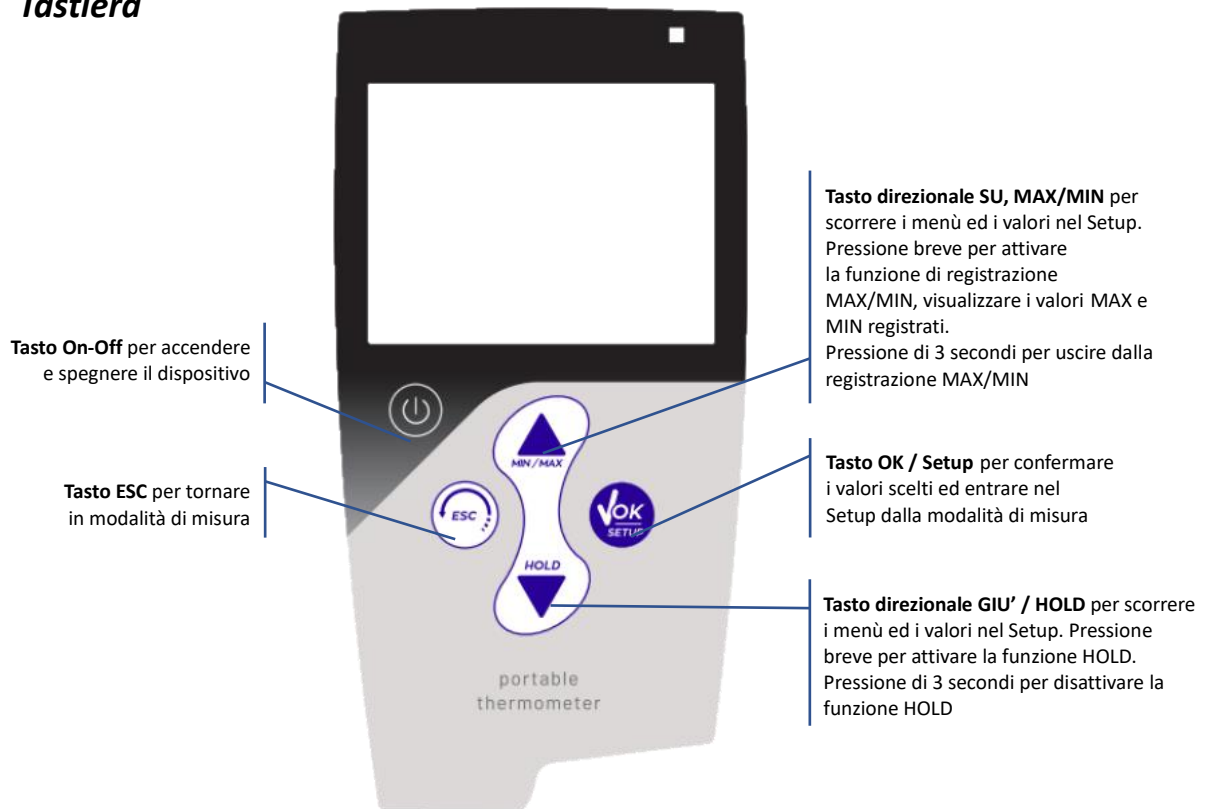 Tastiera
Tasto direzionale SU, MAX/MIN per
scorrere i menù ed i valori nel Setup.
Pressione breve per attivare
la funzione di registrazione
MAX/MIN, visualizzare i valori MAX e
MIN registrati.
Pressione di 3 secondi per uscire dalla
registrazione MAX/MIN
Tasto On-Off per accendere
e spegnere il dispositivo
MIN/MAX
Tasto ESC per tornare
in modalità di misura
ESC
OK
SETUP
Tasto OK / Setup per confermare
i valori scelti ed entrare nel
Setup dalla modalità di misura
HOLD
Tasto direzionale GIU’ / HOLD per scorrere
i menù ed i valori nel Setup. Pressione
breve per attivare la funzione HOLD.
Pressione di 3 secondi per disattivare la
funzione HOLD
portable
thermometer